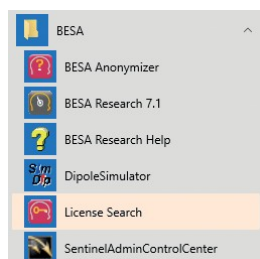 BESA
BESA Anonymizer
BESA Research 7.1
BESA Research Help
Sim
Dip
DipoleSimulator
License Search
SentinelAdminControlCenter